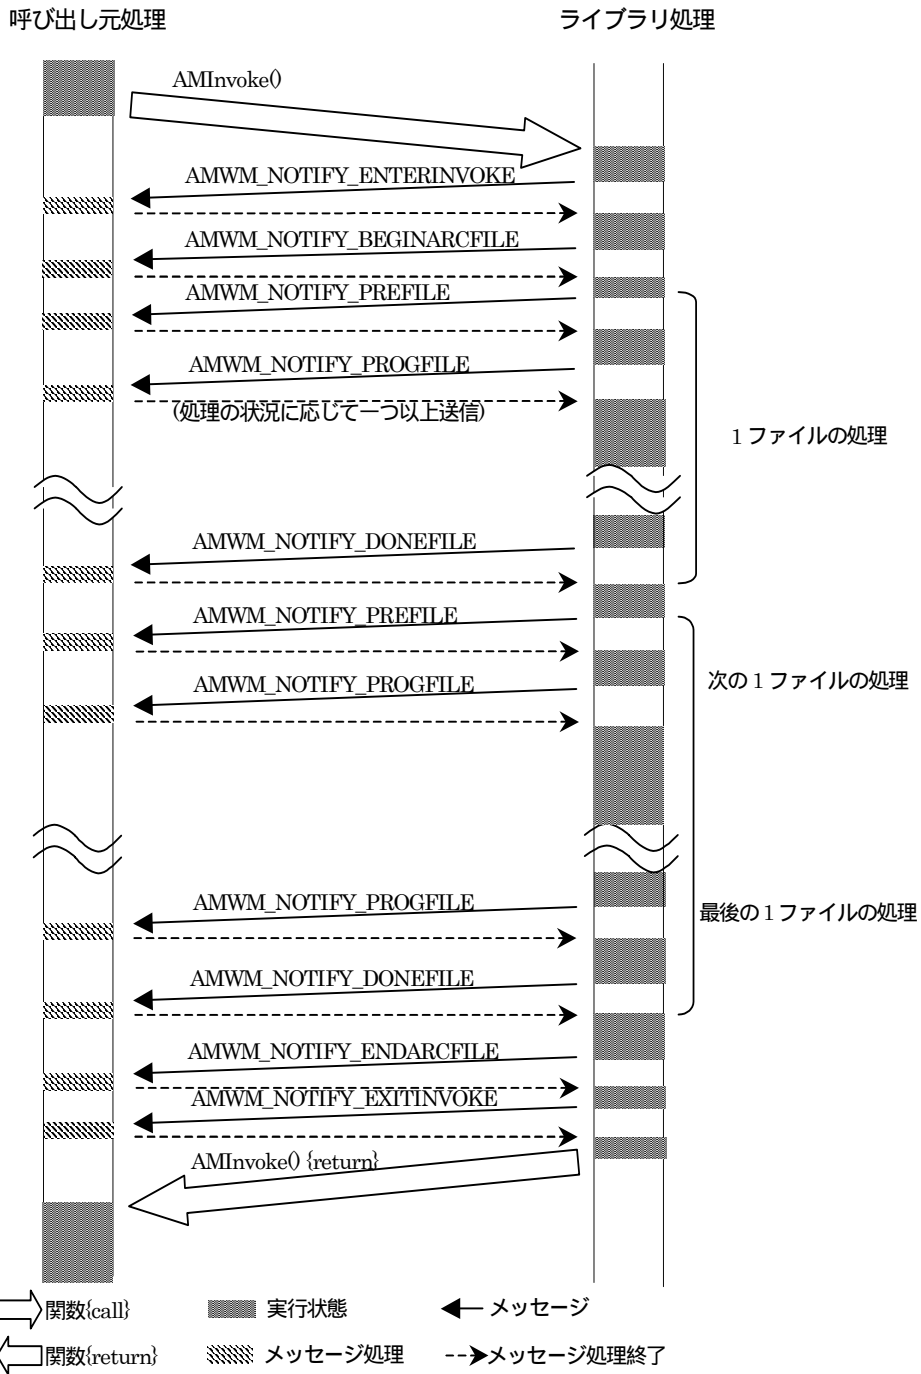 呼び出し元処理
ライブラリ処理
AMInvoke()
AMWM_NOTIFY_ENTERINVOKE
AMWM_NOTIFY_BEGINARCFILE
AMWM_NOTIFY_PREFILE
AMWM_NOTIFY_PROGFILE
(処理の状況に応じて一つ以上送信)
1 ファイルの処理
AMWM_NOTIFY_DONEFILE
AMWM_NOTIFY_PREFILE
次の 1 ファイルの処理
AMWM_NOTIFY_PROGFILE
AMWM_NOTIFY_PROGFILE
最後の 1 ファイルの処理
AMWM_NOTIFY_DONEFILE
AMWM_NOTIFY_ENDARCFILE
AMWM_NOTIFY_EXITINVOKE
AMInvoke() {return}
関数{call}
実行状態
メッセージ
関数{return}
メッセージ処理
メッセージ処理終了